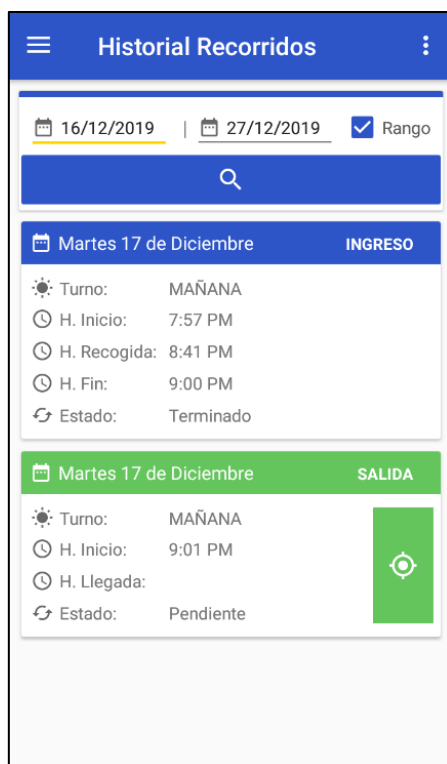 Historial Recorridos
16/12/2019 | 27/12/2019 Rango
Martes 17 de Diciembre INGRESO
Turno: MAÑANA
H. Inicio: 7:57 PM
H. Recogida: 8:41 PM
H. Fin: 9:00 PM
Estado: Terminado
Martes 17 de Diciembre SALIDA
Turno: MAÑANA
H. Inicio: 9:01 PM
H. Llegada:
Estado: Pendiente